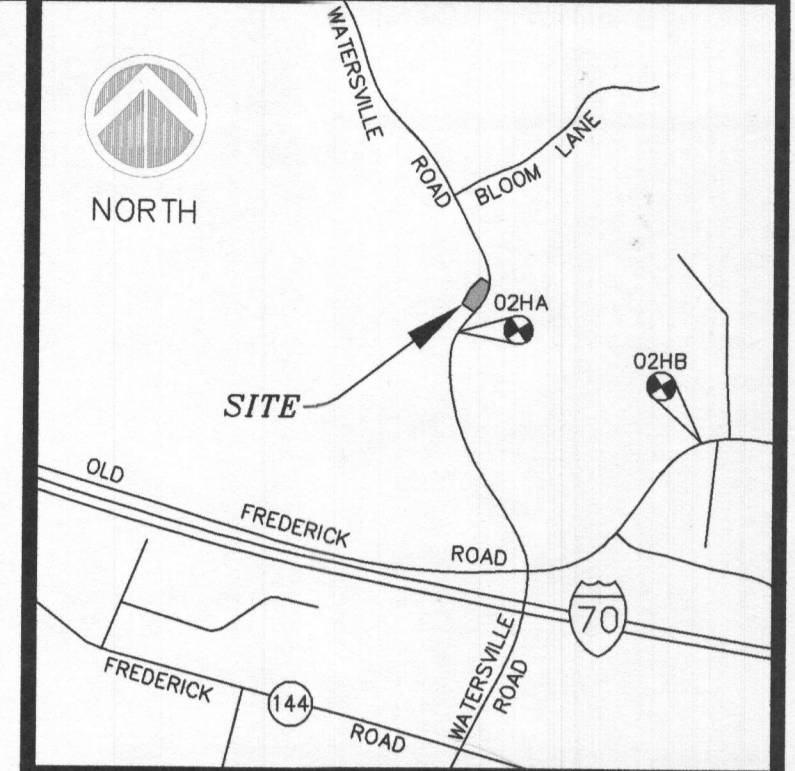 WATERSVILLE ROAD
BLOOM LANE
NORTH
02HA
02HB
SITE
OLD FREDERICK ROAD
70
WATERSVILLE ROAD
FREDERICK ROAD
144